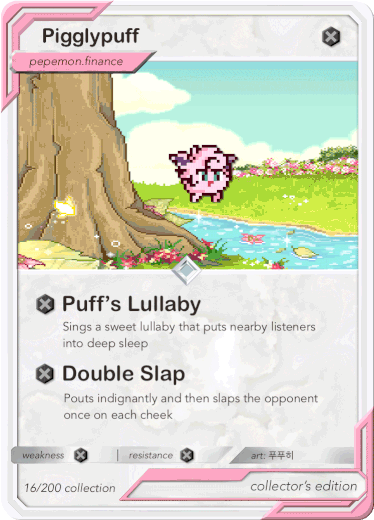 Pigglypuff
pepemon.finance
Puff's Lullaby
Sings a sweet lullaby that puts nearby listeners
into deep sleep
Double Slap
Pouts indignantly and then slaps the opponent
once on each cheek
weakness
resistance
art: 푸푸히
16/200 collection
collector's edition